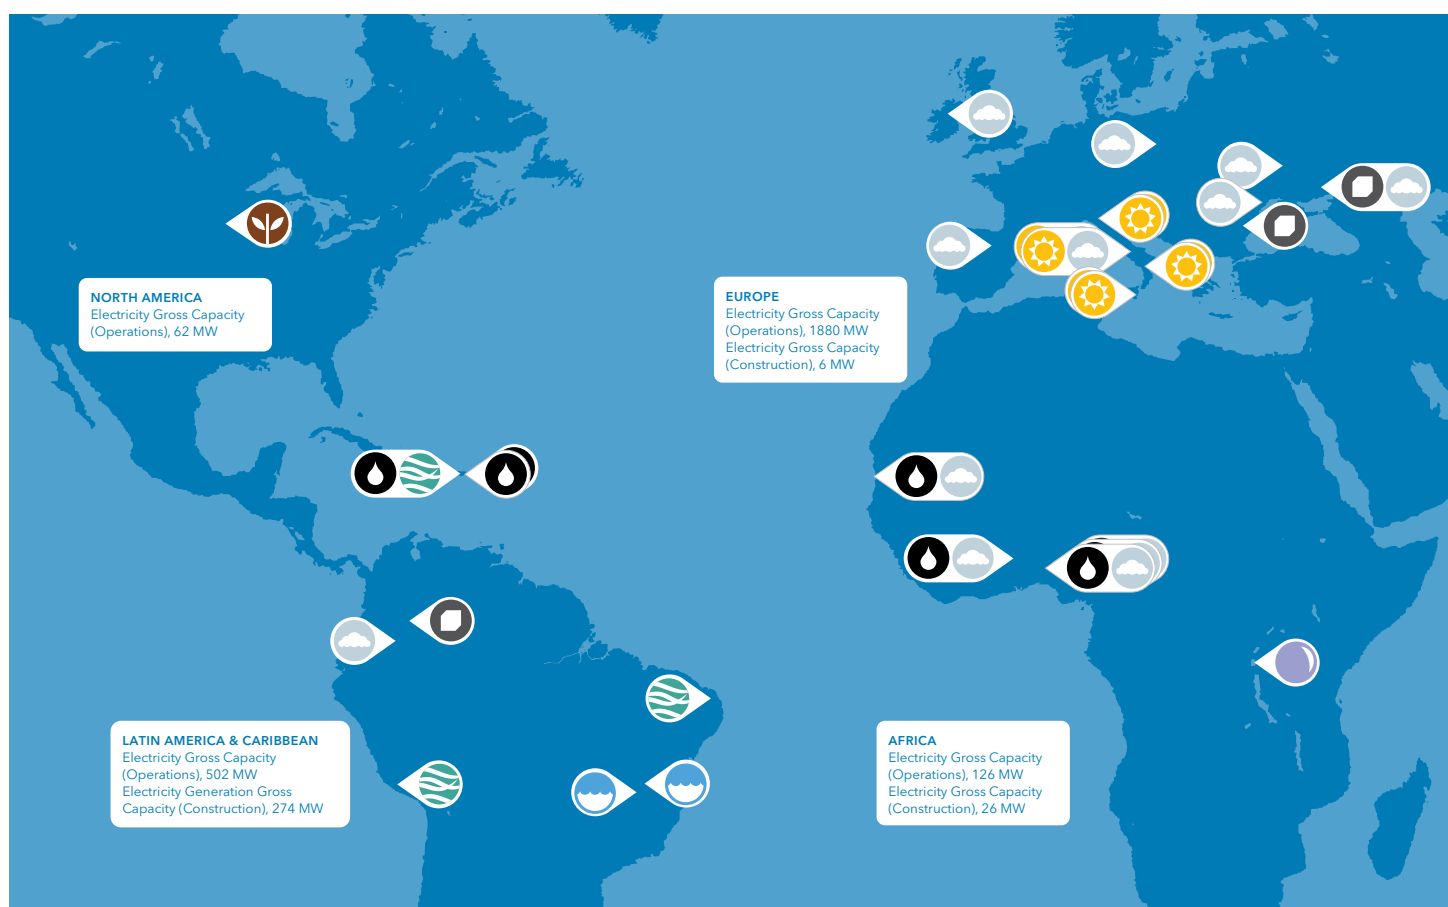 NORTH AMERICA
Electricity Gross Capacity
(Operations), 62 MW
EUROPE
Electricity Gross Capacity
(Operations), 1880 MW
Electricity Gross Capacity
(Construction), 6 MW
LATIN AMERICA & CARIBBEAN
Electricity Gross Capacity
(Operations), 502 MW
Electricity Generation Gross
Capacity (Construction), 274 MW
AFRICA
Electricity Gross Capacity
(Operations), 126 MW
Electricity Gross Capacity
(Construction), 26 MW